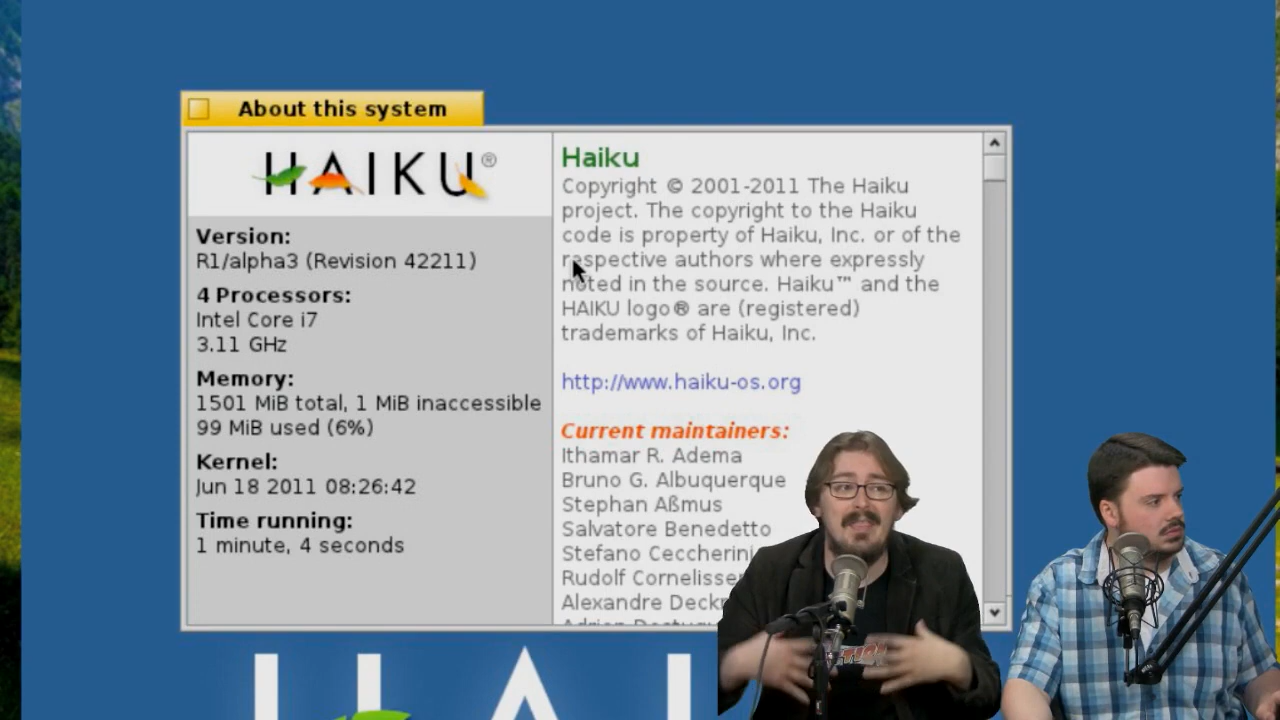 About this system
HAIKU®
Version:
R1/alpha3 (Revision 42211)
4 Processors:
Intel Core i7
3.11 GHz
Memory:
1501 MiB total, 1 MiB inaccessible
99 MiB used (6%)
Kernel:
Jun 18 2011 08:26:42
Time running:
1 minute, 4 seconds
Haiku
Copyright © 2001-2011 The Haiku
project. The copyright to the Haiku
code is property of Haiku, Inc. or of the
respective authors where expressly
noted in the source. Haiku™ and the
HAIKU logo® are (registered)
trademarks of Haiku, Inc.
http://www.haiku-os.org
Current maintainers:
Ithamar R. Adema
Bruno G. Albuquerque
Stephan Aßmus
Salvatore Benedetto
Stefano Ceccherini
Rudolf Cornelissen
Alexandre